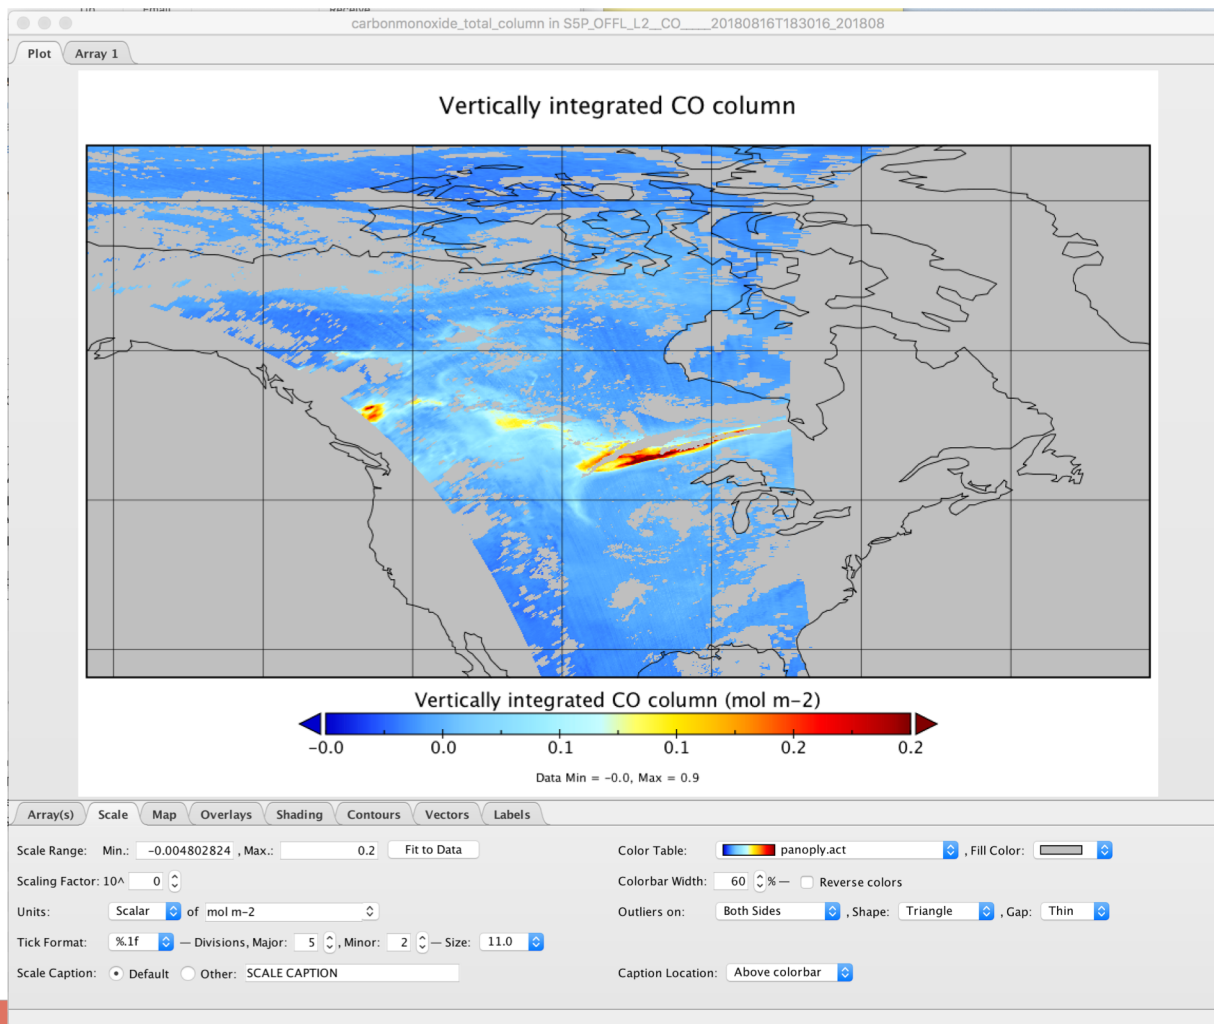 carbonmonoxide_total_column in S5P_OFFL_L2__CO____20180816T183016_201808
Plot Array 1
Vertically integrated CO column
Vertically integrated CO column (mol m−2)
−0.0 0.0 0.1 0.1 0.2 0.2
Data Min = −0.0, Max = 0.9
Array(s) Scale Map Overlays Shading Contours Vectors Labels
Scale Range: Min.: −0.004802824 , Max.: 0.2 Fit to Data Color Table: panoply.act , Fill Color:
Scaling Factor: 10^ 0 Colorbar Width: 60 % — Reverse colors
Units: Scalar of mol m−2 Outliers on: Both Sides , Shape: Triangle , Gap: Thin
Tick Format: %.1f — Divisions, Major: 5 , Minor: 2 — Size: 11.0
Scale Caption: Default Other: SCALE CAPTION Caption Location: Above colorbar